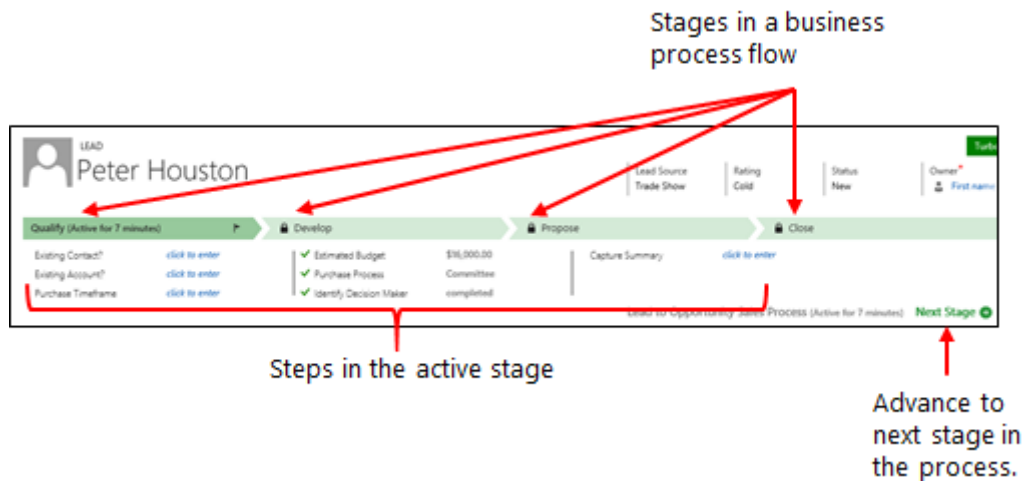 Stages in a business
process flow
LEAD
Peter Houston
Turbo
Lead Source
Trade Show
Rating
Cold
Status
New
Owner*
First name
Qualify (Active for 7 minutes)
Develop
Propose
Close
Existing Contact? click to enter
Existing Account? click to enter
Purchase Timeframe click to enter
Estimated Budget $16,000.00
Purchase Process Committee
Identify Decision Maker completed
Capture Summary click to enter
Lead to Opportunity Sales Process (Active for 7 minutes) Next Stage
Steps in the active stage
Advance to
next stage in
the process.